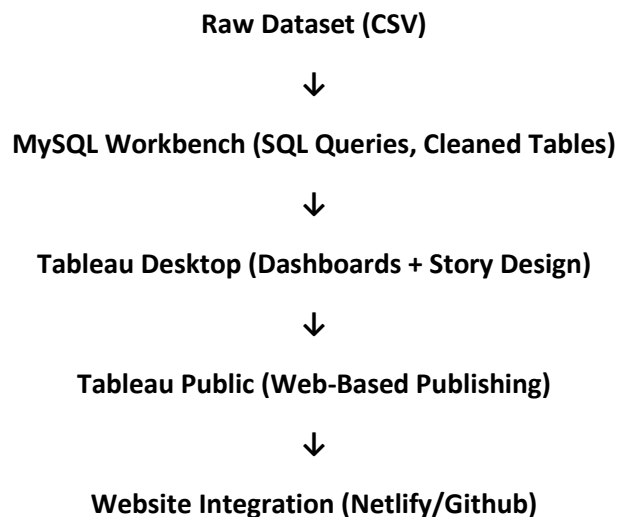 Raw Dataset (CSV)
↓
MySQL Workbench (SQL Queries, Cleaned Tables)
↓
Tableau Desktop (Dashboards + Story Design)
↓
Tableau Public (Web-Based Publishing)
↓
Website Integration (Netlify/Github)